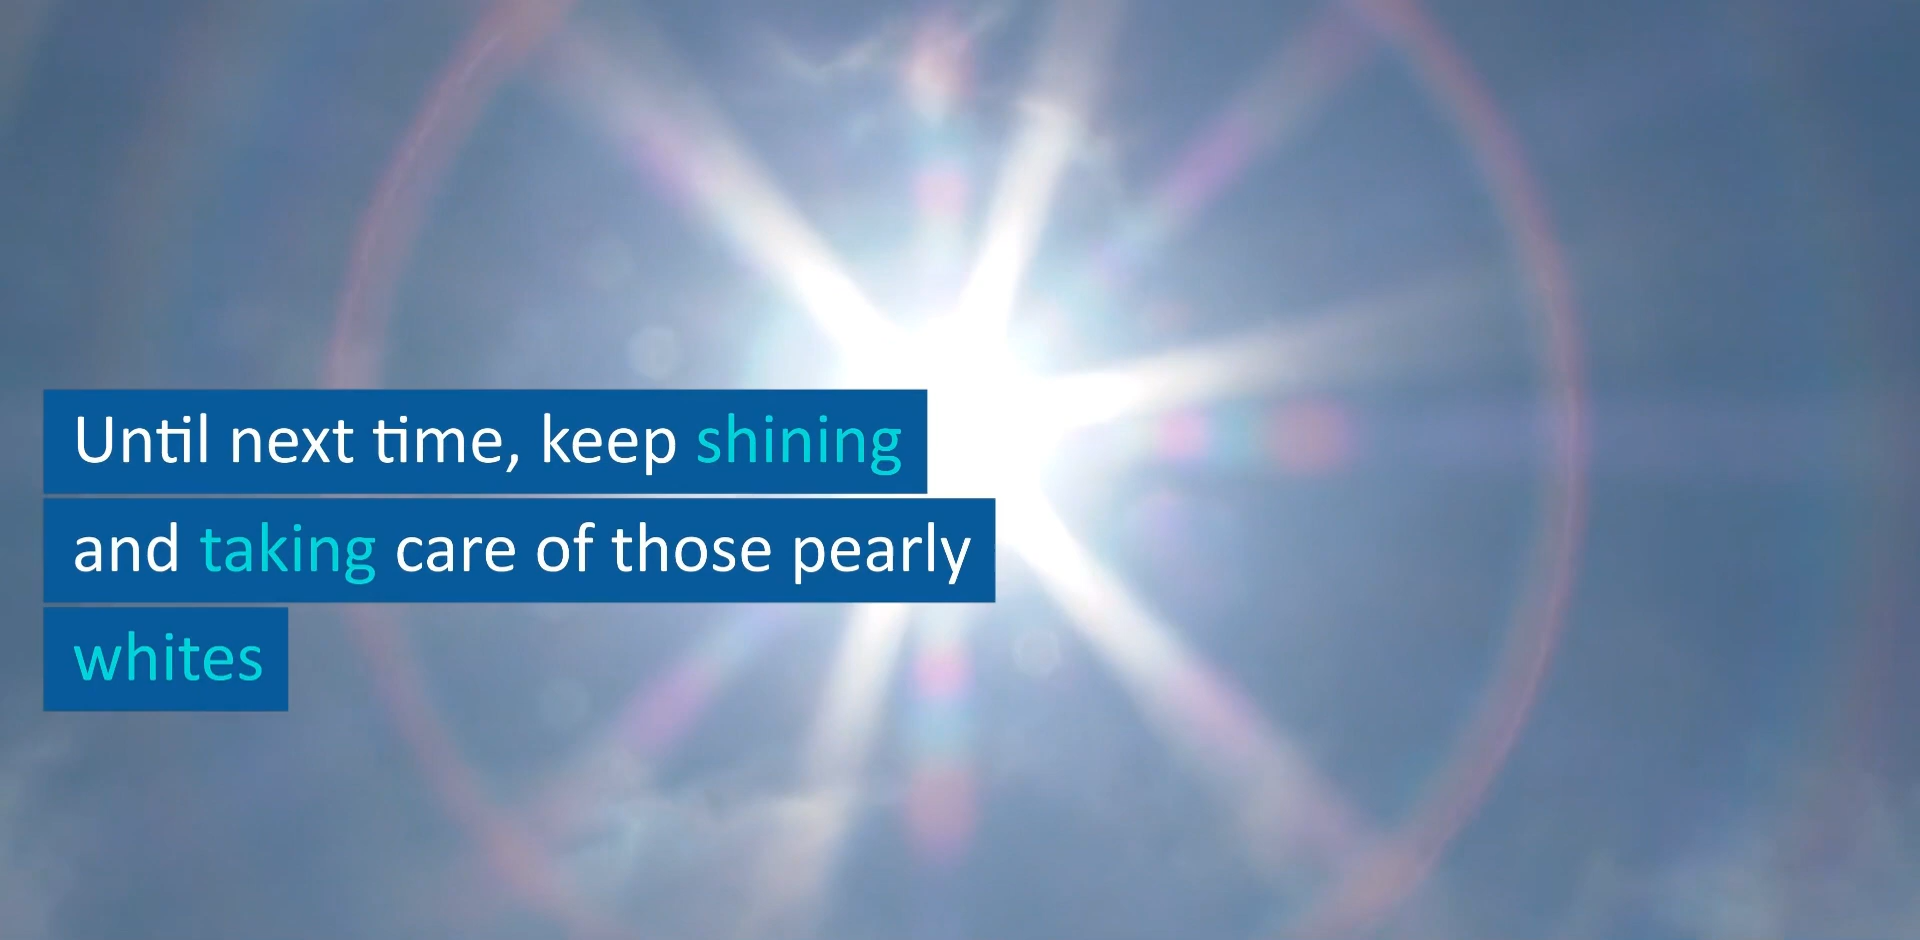 Until next time, keep shining
and taking care of those pearly
whites